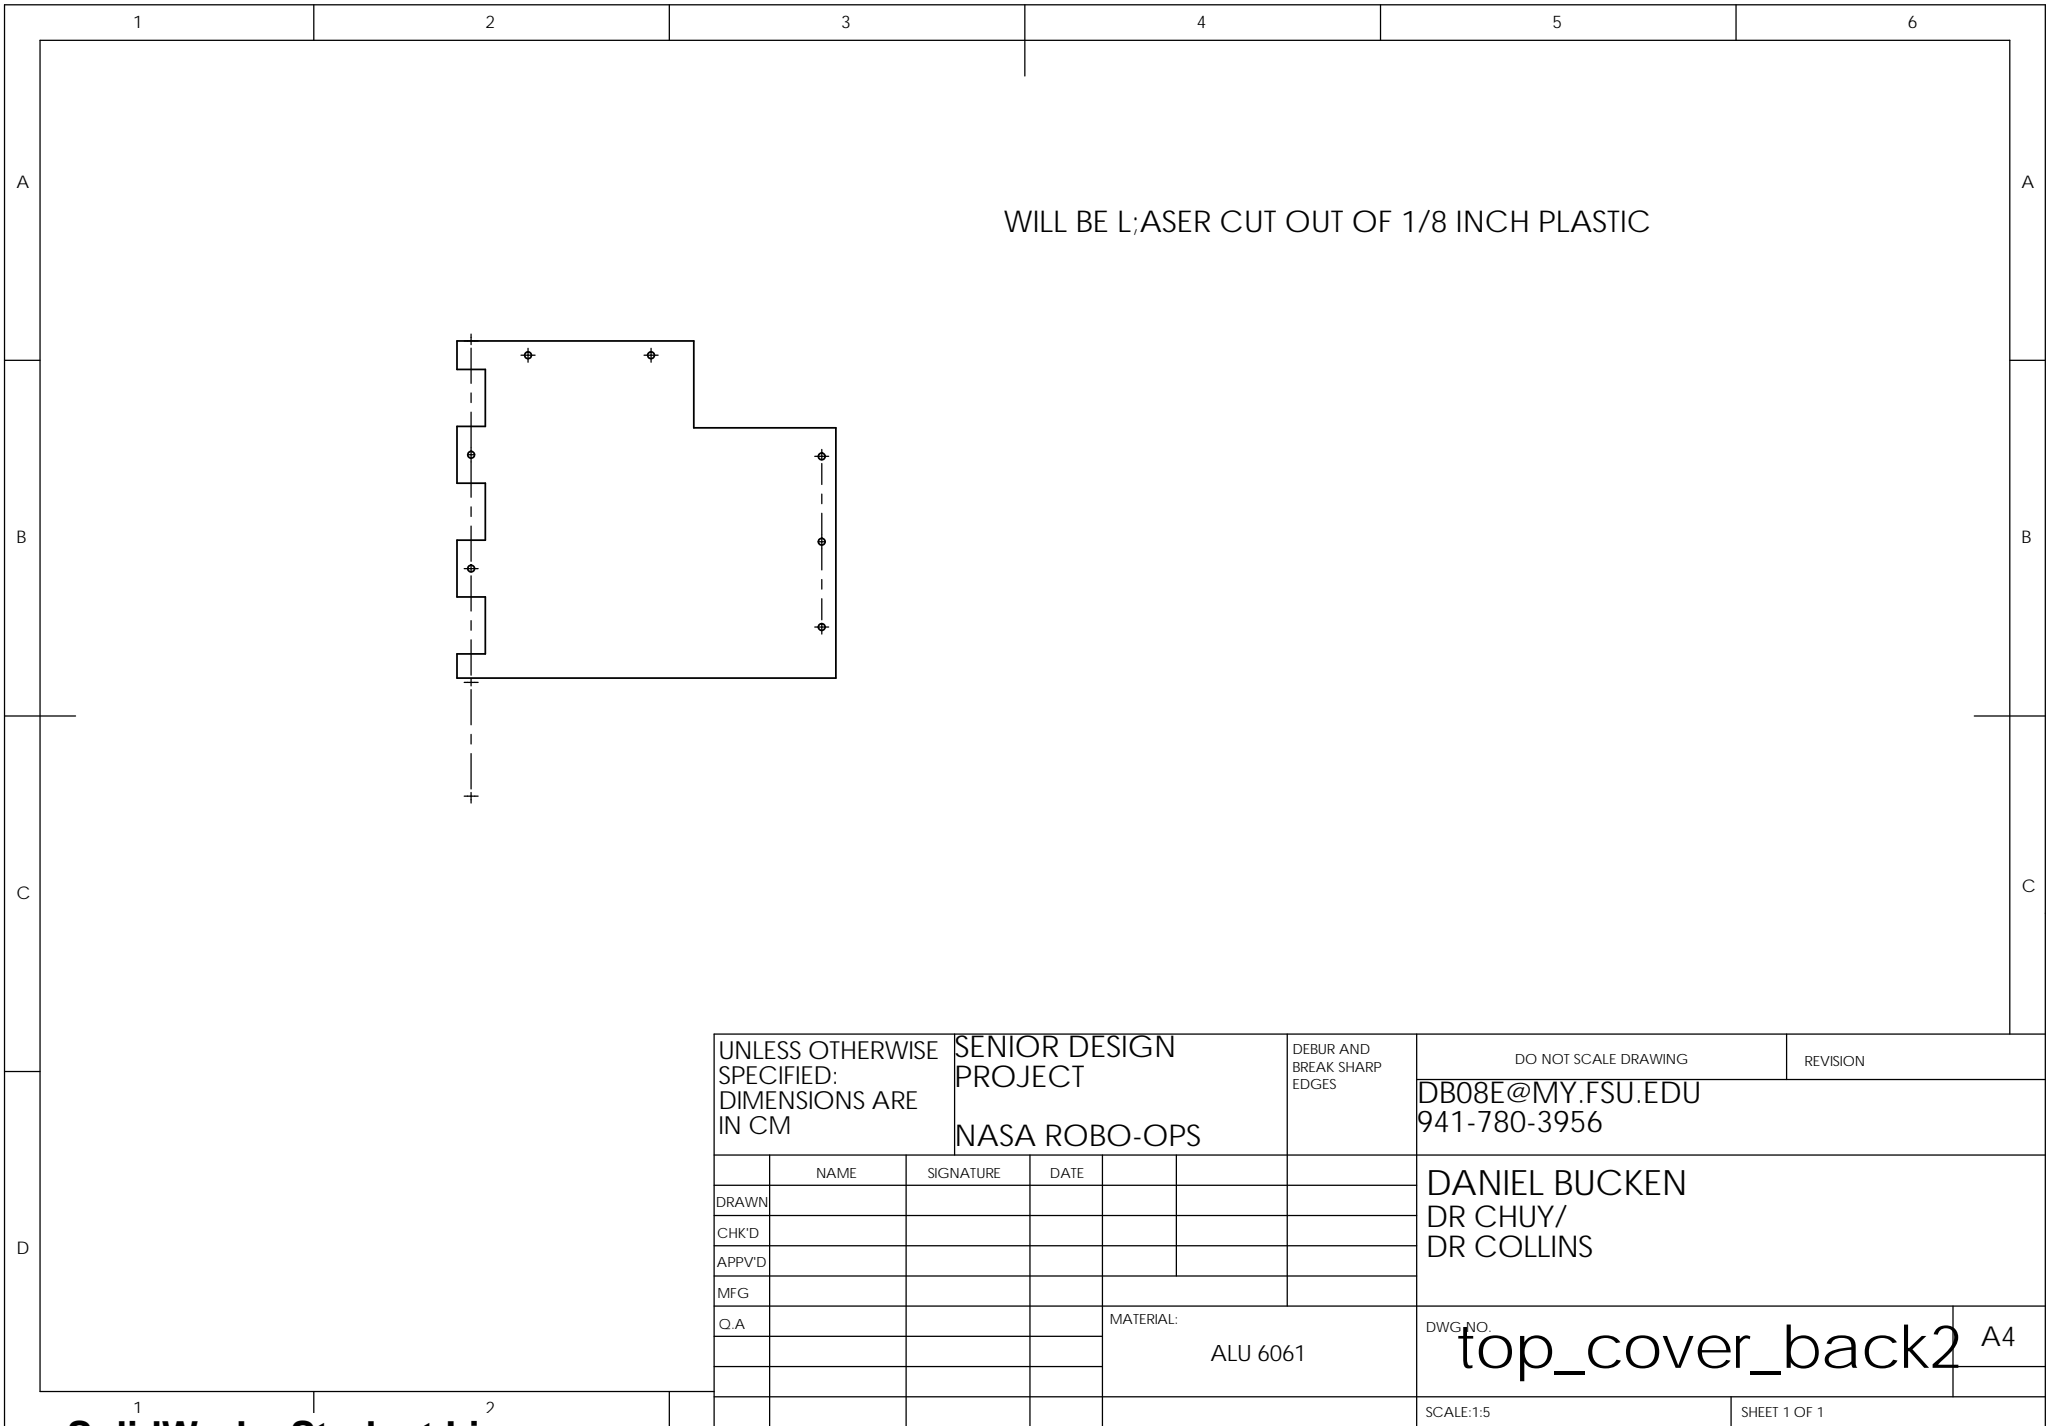 1 2 3 4 5 6
A A
WILL BE L;ASER CUT OUT OF 1/8 INCH PLASTIC
B B
C C
UNLESS OTHERWISE
SPECIFIED:
DIMENSIONS ARE
IN CM
SENIOR DESIGN
PROJECT
NASA ROBO-OPS
DEBUR AND
BREAK SHARP
EDGES
DO NOT SCALE DRAWING
REVISION
DB08E@MY.FSU.EDU
941-780-3956
NAME SIGNATURE DATE
DRAWN
CHK'D
APPV'D
MFG
Q.A
DANIEL BUCKEN
DR CHUY/
DR COLLINS
D
MATERIAL:
ALU 6061
DWG NO.
top_cover_back2
A4
SCALE:1:5
SHEET 1 OF 1
1 2